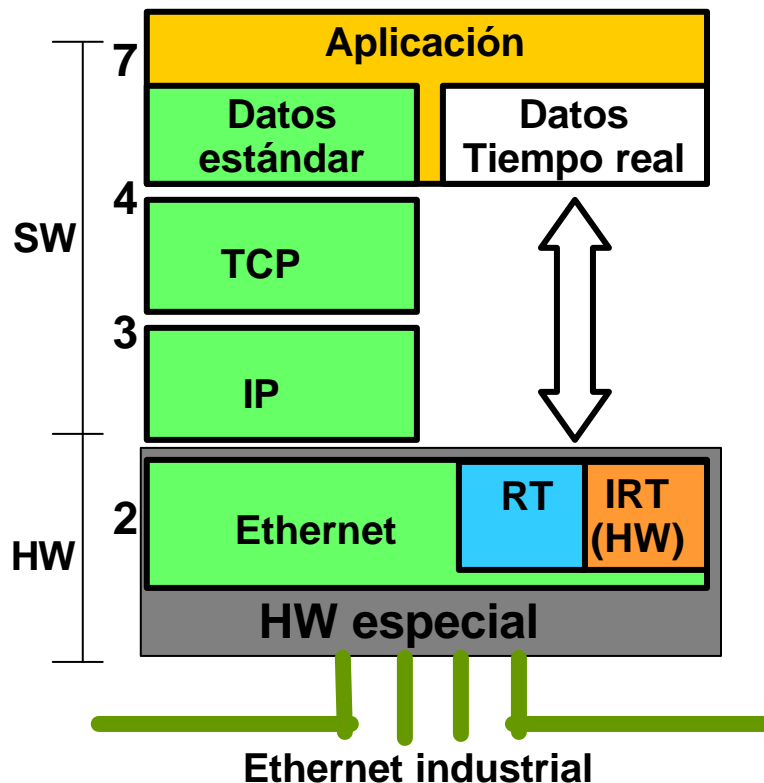 Aplicación
7
Datos
estándar
Datos
Tiempo real
4
SW
TCP
3
IP
2
HW
Ethernet
RT
IRT
(HW)
HW especial
Ethernet industrial